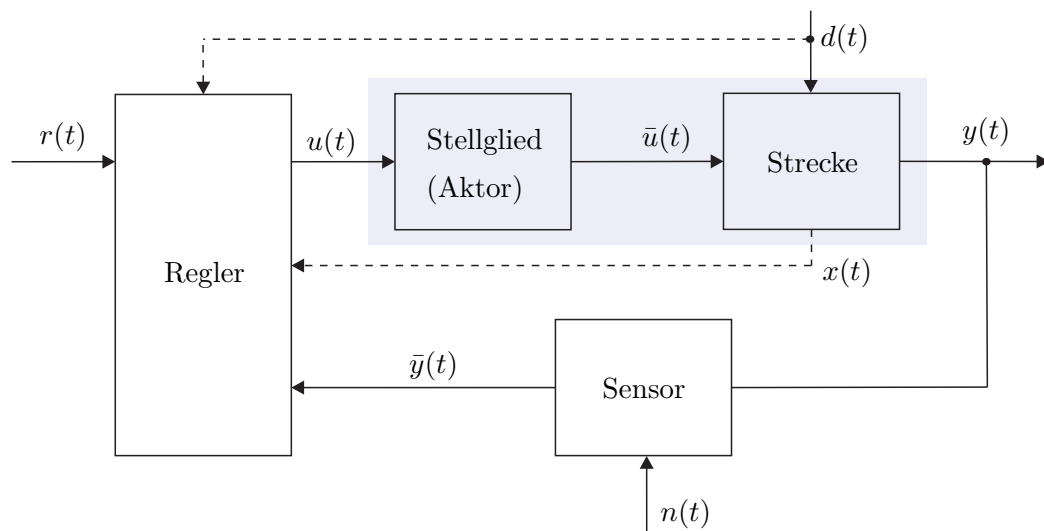 d(t)
r(t)
u(t)
Stellglied
(Aktor)
ū(t)
Strecke
y(t)
Regler
x(t)
ȳ(t)
Sensor
n(t)